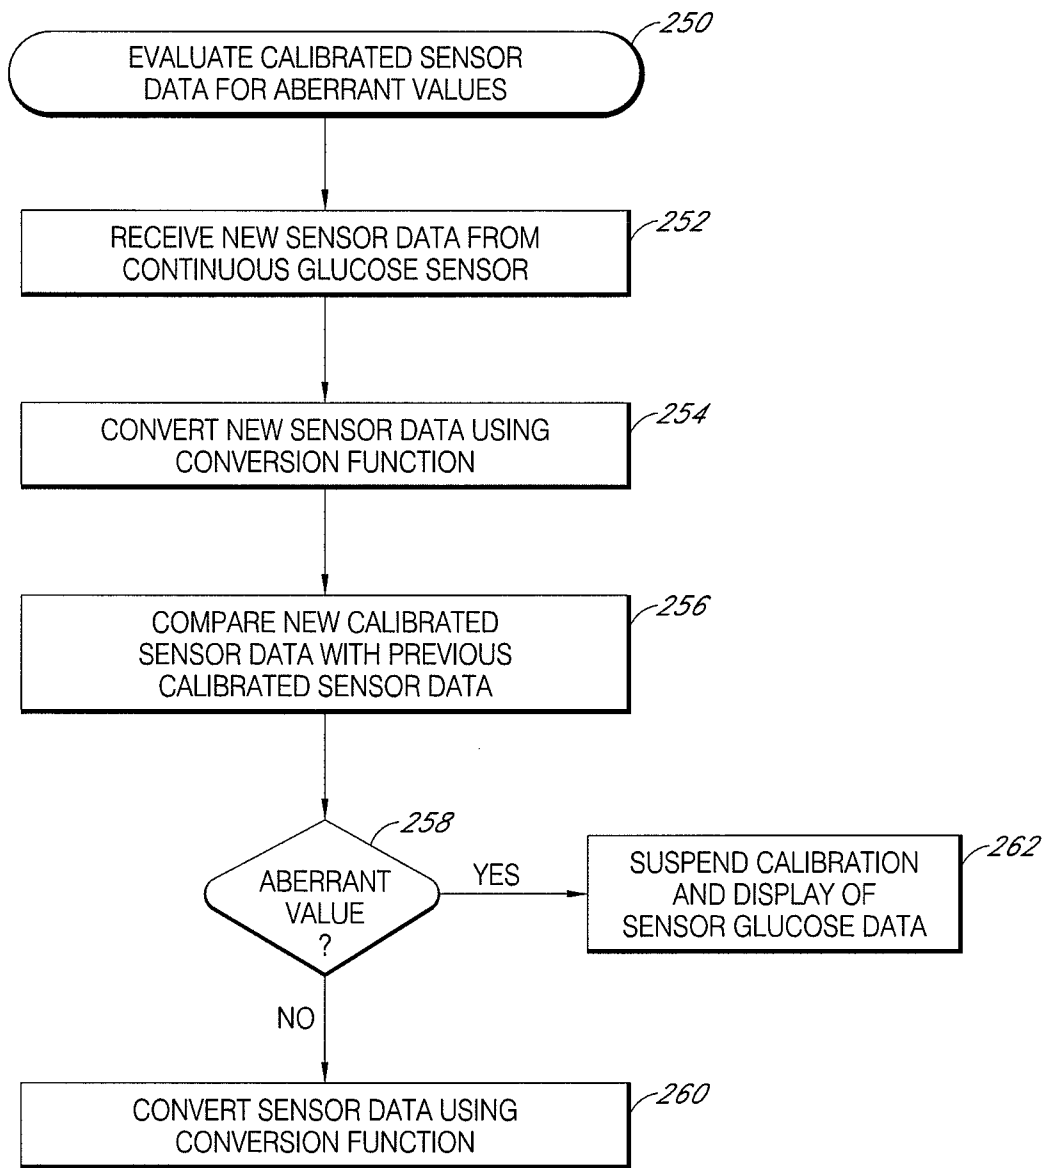 250
EVALUATE CALIBRATED SENSOR
DATA FOR ABERRANT VALUES
252
RECEIVE NEW SENSOR DATA FROM
CONTINUOUS GLUCOSE SENSOR
254
CONVERT NEW SENSOR DATA USING
CONVERSION FUNCTION
256
COMPARE NEW CALIBRATED
SENSOR DATA WITH PREVIOUS
CALIBRATED SENSOR DATA
258
ABERRANT
VALUE
?
YES
262
SUSPEND CALIBRATION
AND DISPLAY OF
SENSOR GLUCOSE DATA
NO
260
CONVERT SENSOR DATA USING
CONVERSION FUNCTION